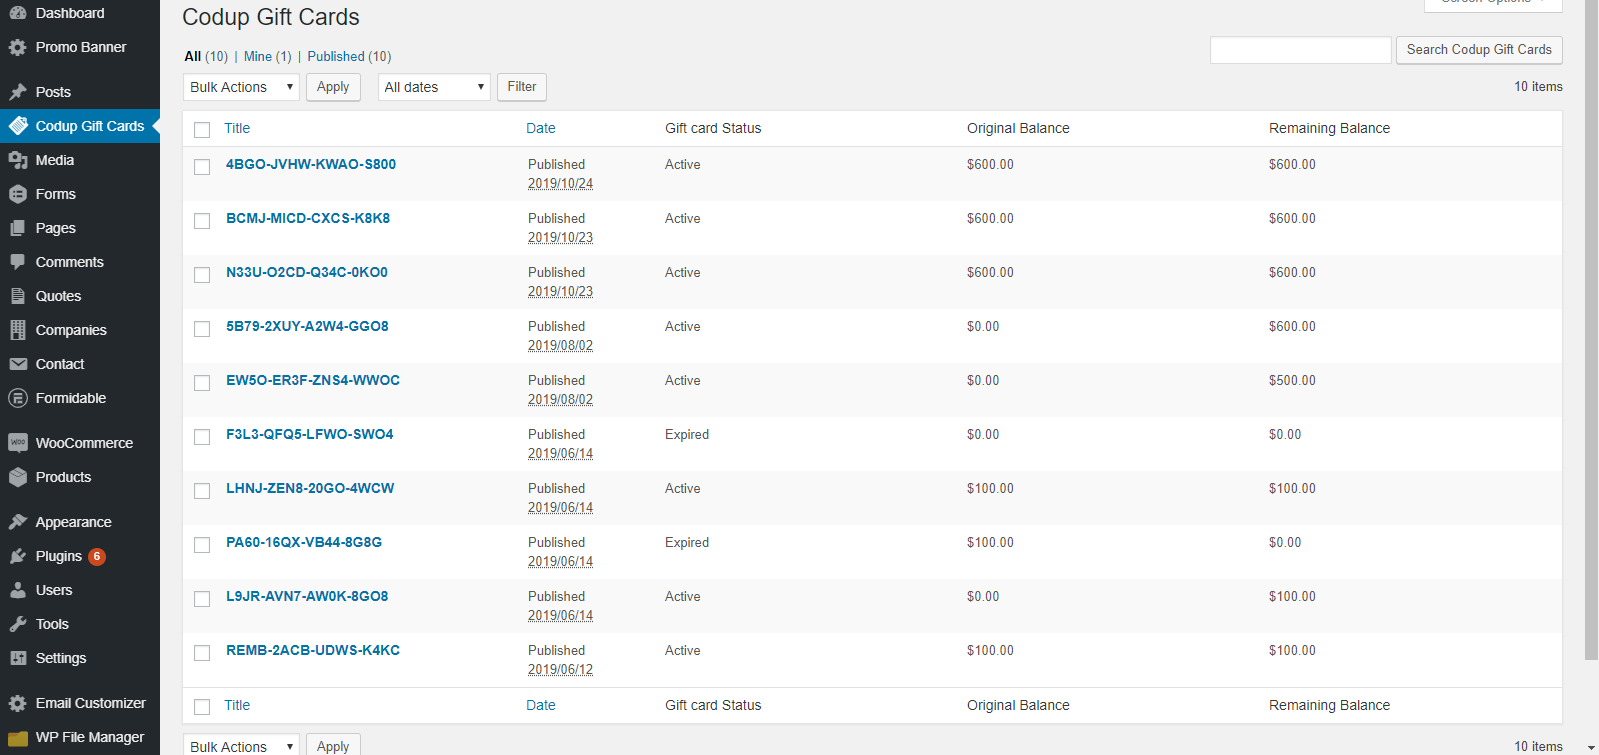 Dashboard
Promo Banner
Posts
Codup Gift Cards
Media
Forms
Pages
Comments
Quotes
Companies
Contact
Formidable
WooCommerce
Products
Appearance
Plugins 6
Users
Tools
Settings
Email Customizer
WP File Manager
Codup Gift Cards
Screen Options
All (10) | Mine (1) | Published (10)
Search Codup Gift Cards
Bulk Actions Apply All dates Filter
10 items
Title Date Gift card Status Original Balance Remaining Balance
4BGO-JVHW-KWAO-S800 Published Active $600.00 $600.00
2019/10/24
BCMJ-MICD-CXCS-K8K8 Published Active $600.00 $600.00
2019/10/23
N33U-O2CD-Q34C-0KO0 Published Active $600.00 $600.00
2019/10/23
5B79-2XUY-A2W4-GGO8 Published Active $0.00 $600.00
2019/08/02
EW5O-ER3F-ZNS4-WWOC Published Active $0.00 $500.00
2019/08/02
F3L3-QFQ5-LFWO-SWO4 Published Expired $0.00 $0.00
2019/06/14
LHNJ-ZEN8-20GO-4WCW Published Active $100.00 $100.00
2019/06/14
PA60-16QX-VB44-8G8G Published Expired $100.00 $0.00
2019/06/14
L9JR-AVN7-AW0K-8GO8 Published Active $0.00 $100.00
2019/06/14
REMB-2ACB-UDWS-K4KC Published Active $100.00 $100.00
2019/06/12
Title Date Gift card Status Original Balance Remaining Balance
Bulk Actions Apply
10 items